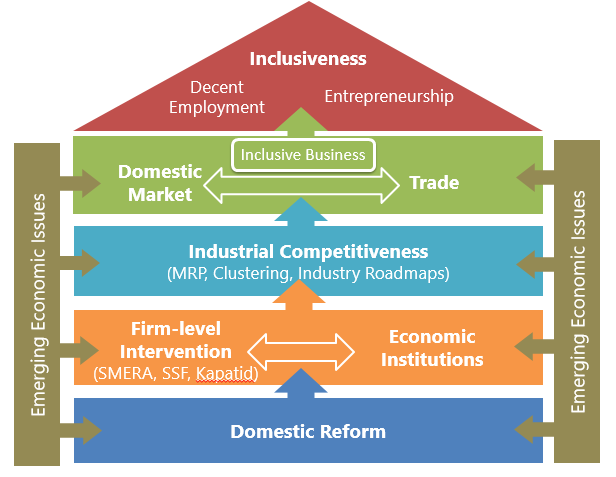 Inclusiveness
Decent
Employment
Entrepreneurship
Inclusive Business
Domestic
Market
Trade
Industrial Competitiveness
(MRP, Clustering, Industry Roadmaps)
Firm-level
Intervention
(SMERA, SSF, Kapatid)
Economic
Institutions
Domestic Reform
Emerging Economic Issues
Emerging Economic Issues